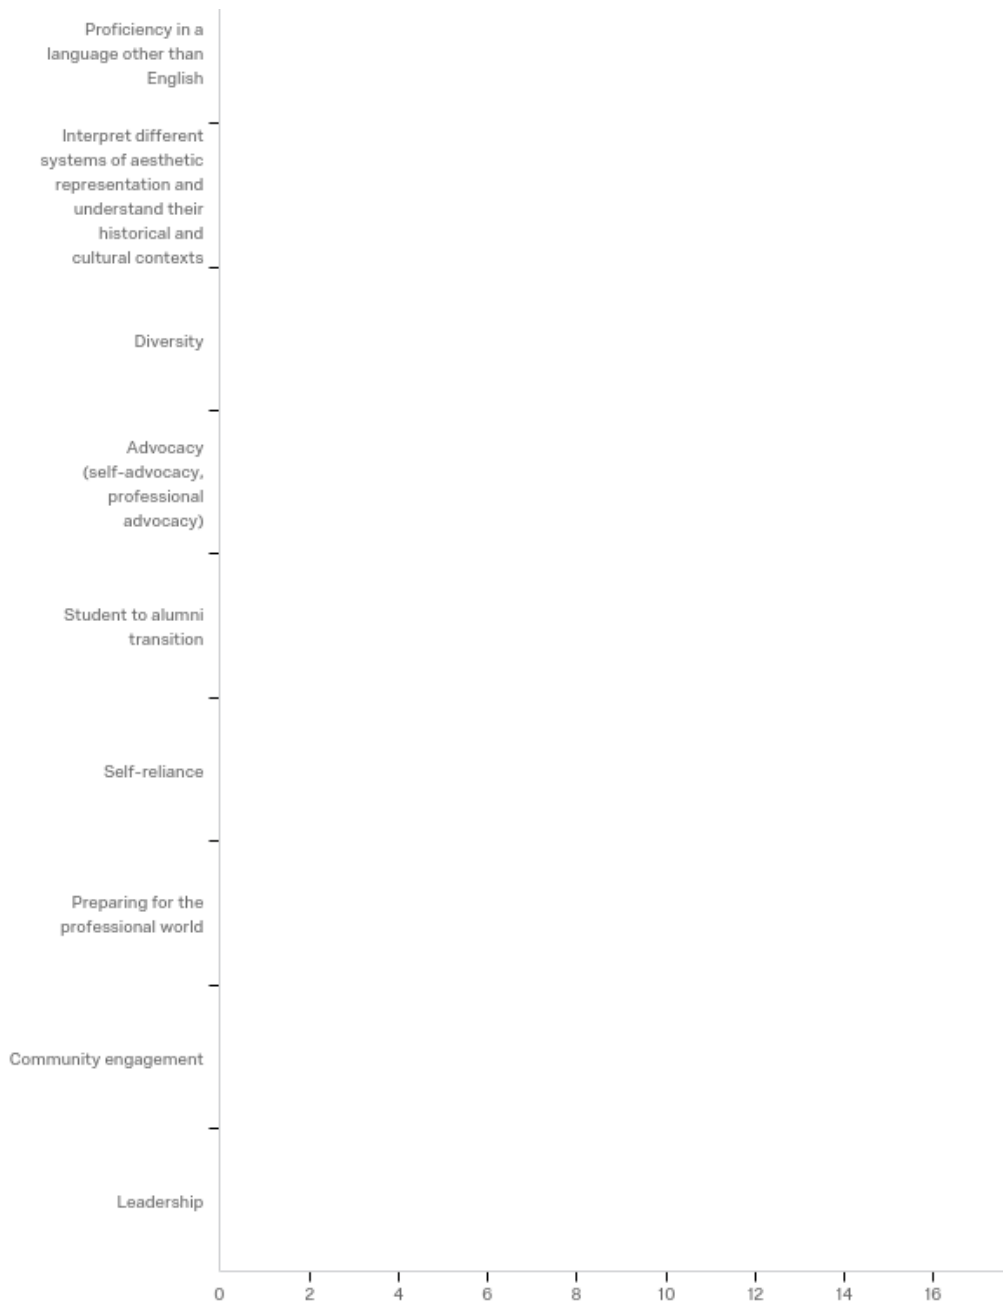 Proficiency in a
language other than
English
Interpret different
systems of aesthetic
representation and
understand their
historical and
cultural contexts
Diversity
Advocacy
(self-advocacy,
professional
advocacy)
Student to alumni
transition
Self-reliance
Preparing for the
professional world
Community engagement
Leadership
0 2 4 6 8 10 12 14 16